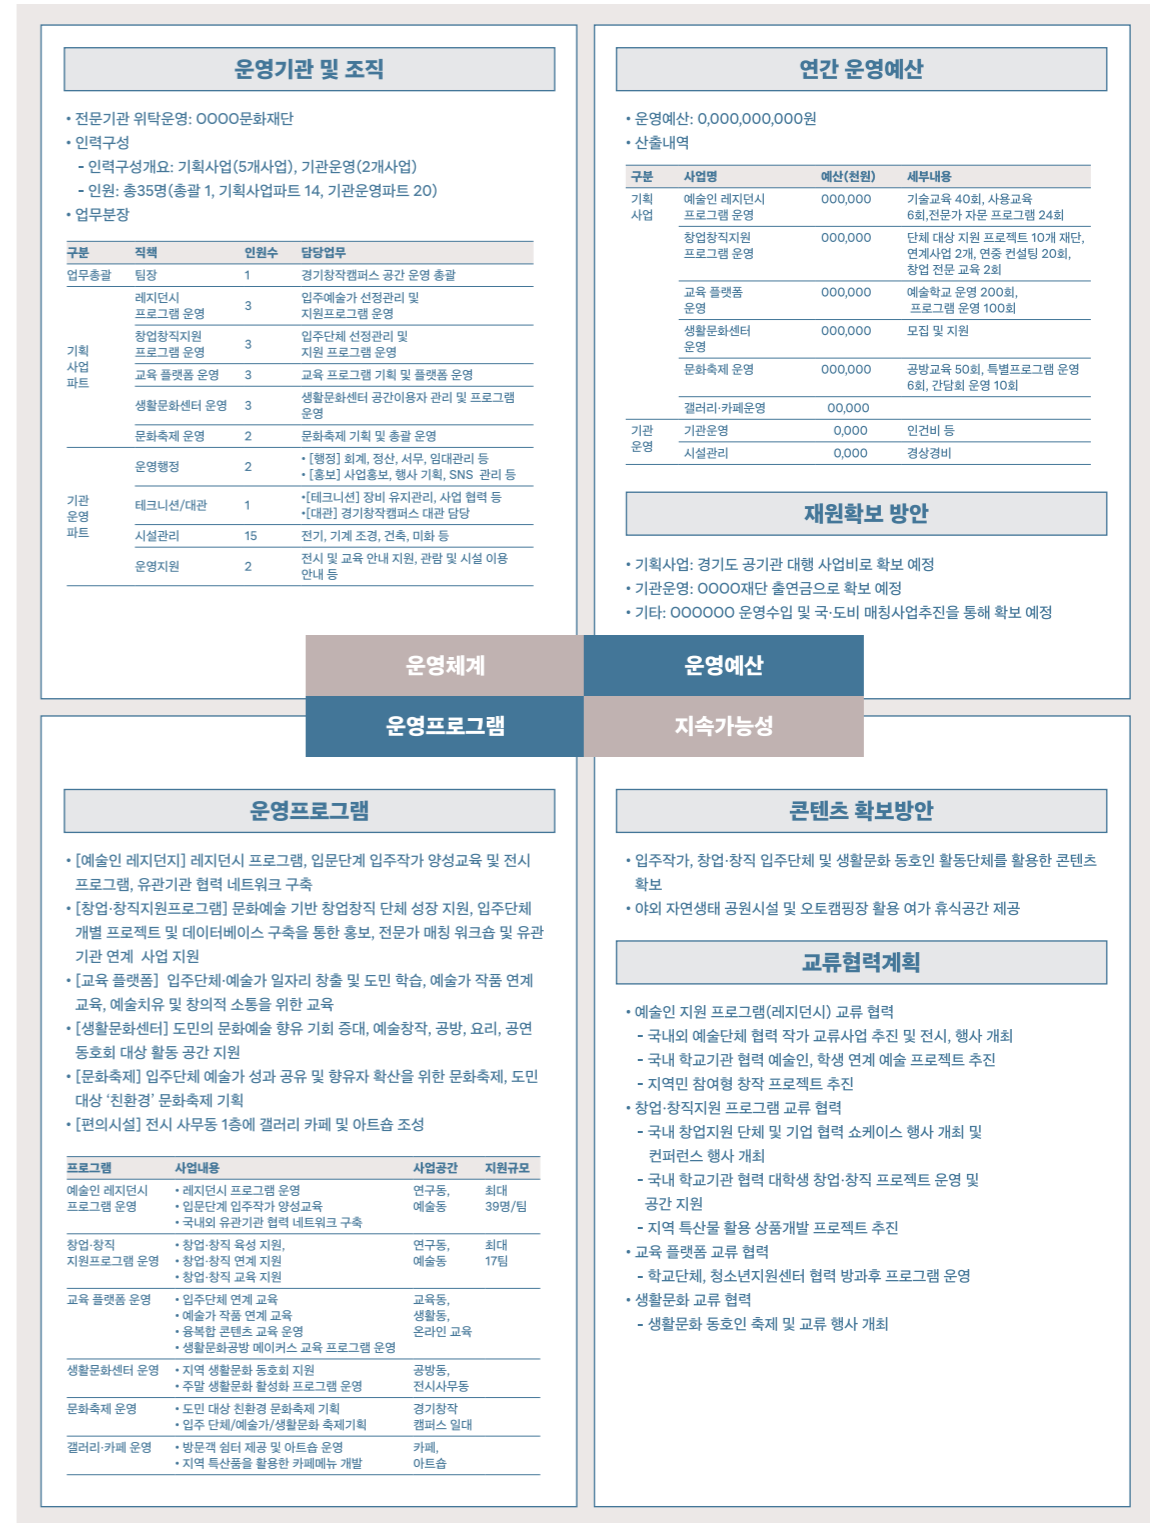 운영기관 및 조직
• 전문기관 위탁운영: OOOO문화재단
• 인력구성
- 인력구성개요: 기획사업(5개사업), 기관운영(2개사업)
- 인원: 총35명(총괄 1, 기획사업파트 14, 기관운영파트 20)
• 업무분장
구분 직책 인원수 담당업무
업무총괄 팀장 1 경기창작캠퍼스 공간 운영 총괄
기획
사업
파트
레지던시
프로그램 운영
3
입주예술가 선정관리 및
지원프로그램 운영
창업창직지원
프로그램 운영
3
입주단체 선정관리 및
지원 프로그램 운영
교육 플랫폼 운영 3 교육 프로그램 기획 및 플랫폼 운영
생활문화센터 운영 3
생활문화센터 공간이용자 관리 및 프로그램
운영
문화축제 운영 2 문화축제 기획 및 총괄 운영
기관
운영
파트
운영행정 2
• [행정] 회계, 정산, 서무, 임대관리 등
• [홍보] 사업홍보, 행사 기획, SNS 관리 등
테크니션/대관 1
•[테크니션] 장비 유지관리, 사업 협력 등
•[대관] 경기창작캠퍼스 대관 담당
시설관리 15 전기, 기계 조경, 건축, 미화 등
운영지원 2
전시 및 교육 안내 지원, 관람 및 시설 이용
안내 등
연간 운영예산
• 운영예산: 0,000,000,000원
• 산출내역
구분 사업명 예산(천원) 세부내용
기획
사업
예술인 레지던시
프로그램 운영
000,000
기술교육 40회, 사용교육
6회,전문가 자문 프로그램 24회
창업창직지원
프로그램 운영
000,000
단체 대상 지원 프로젝트 10개 재단,
연계사업 2개, 연중 컨설팅 20회,
창업 전문 교육 2회
교육 플랫폼
운영
000,000
예술학교 운영 200회,
프로그램 운영 100회
생활문화센터
운영
000,000 모집 및 지원
문화축제 운영 000,000
공방교육 50회, 특별프로그램 운영
6회, 간담회 운영 10회
갤러리·카페운영 00,000
기관
운영
기관운영 0,000 인건비 등
시설관리 0,000 경상경비
재원확보 방안
• 기획사업: 경기도 공기관 대행 사업비로 확보 예정
• 기관운영: OOOO재단 출연금으로 확보 예정
• 기타: OOOOOO 운영수입 및 국·도비 매칭사업추진을 통해 확보 예정
운영체계 운영예산
운영프로그램 지속가능성
운영프로그램
• [예술인 레지던지] 레지던시 프로그램, 입문단계 입주작가 양성교육 및 전시
프로그램, 유관기관 협력 네트워크 구축
• [창업·창직지원프로그램] 문화예술 기반 창업창직 단체 성장 지원, 입주단체
개별 프로젝트 및 데이터베이스 구축을 통한 홍보, 전문가 매칭 워크숍 및 유관
기관 연계 사업 지원
• [교육 플랫폼] 입주단체·예술가 일자리 창출 및 도민 학습, 예술가 작품 연계
교육, 예술치유 및 창의적 소통을 위한 교육
• [생활문화센터] 도민의 문화예술 향유 기회 증대, 예술창작, 공방, 요리, 공연
동호회 대상 활동 공간 지원
• [문화축제] 입주단체 예술가 성과 공유 및 향유자 확산을 위한 문화축제, 도민
대상 ‘친환경’ 문화축제 기획
• [편의시설] 전시 사무동 1층에 갤러리 카페 및 아트숍 조성
프로그램 사업내용 사업공간 지원규모
예술인 레지던시 • 레지던시 프로그램 운영 연구동, 최대
프로그램 운영 • 입문단계 입주작가 양성교육 예술동 39명/팀
• 국내외 유관기관 협력 네트워크 구축
창업·창직 • 창업·창직 육성 지원, 연구동, 최대
지원프로그램 운영 • 창업·창직 연계 지원 예술동 17팀
• 창업·창직 교육 지원
교육 플랫폼 운영 • 입주단체 연계 교육 교육동,
• 예술가 작품 연계 교육 생활동,
• 융복합 콘텐츠 교육 운영 온라인 교육
• 생활문화공방 메이커스 교육 프로그램 운영
생활문화센터 운영 • 지역 생활문화 동호회 지원 공방동,
• 주말 생활문화 활성화 프로그램 운영 전시사무동
문화축제 운영 • 도민 대상 친환경 문화축제 기획 경기창작
• 입주 단체/예술가/생활문화 축제기획 캠퍼스 일대
갤러리·카페 운영 • 방문객 쉼터 제공 및 아트숍 운영 카페,
• 지역 특산품을 활용한 카페메뉴 개발 아트숍
콘텐츠 확보방안
• 입주작가, 창업·창직 입주단체 및 생활문화 동호인 활동단체를 활용한 콘텐츠
확보
• 야외 자연생태 공원시설 및 오토캠핑장 활용 여가 휴식공간 제공
교류협력계획
• 예술인 지원 프로그램(레지던시) 교류 협력
- 국내외 예술단체 협력 작가 교류사업 추진 및 전시, 행사 개최
- 국내 학교기관 협력 예술인, 학생 연계 예술 프로젝트 추진
- 지역민 참여형 창작 프로젝트 추진
• 창업·창직지원 프로그램 교류 협력
- 국내 창업지원 단체 및 기업 협력 쇼케이스 행사 개최 및
컨퍼런스 행사 개최
- 국내 학교기관 협력 대학생 창업·창직 프로젝트 운영 및
공간 지원
- 지역 특산물 활용 상품개발 프로젝트 추진
• 교육 플랫폼 교류 협력
- 학교단체, 청소년지원센터 협력 방과후 프로그램 운영
• 생활문화 교류 협력
- 생활문화 동호인 축제 및 교류 행사 개최